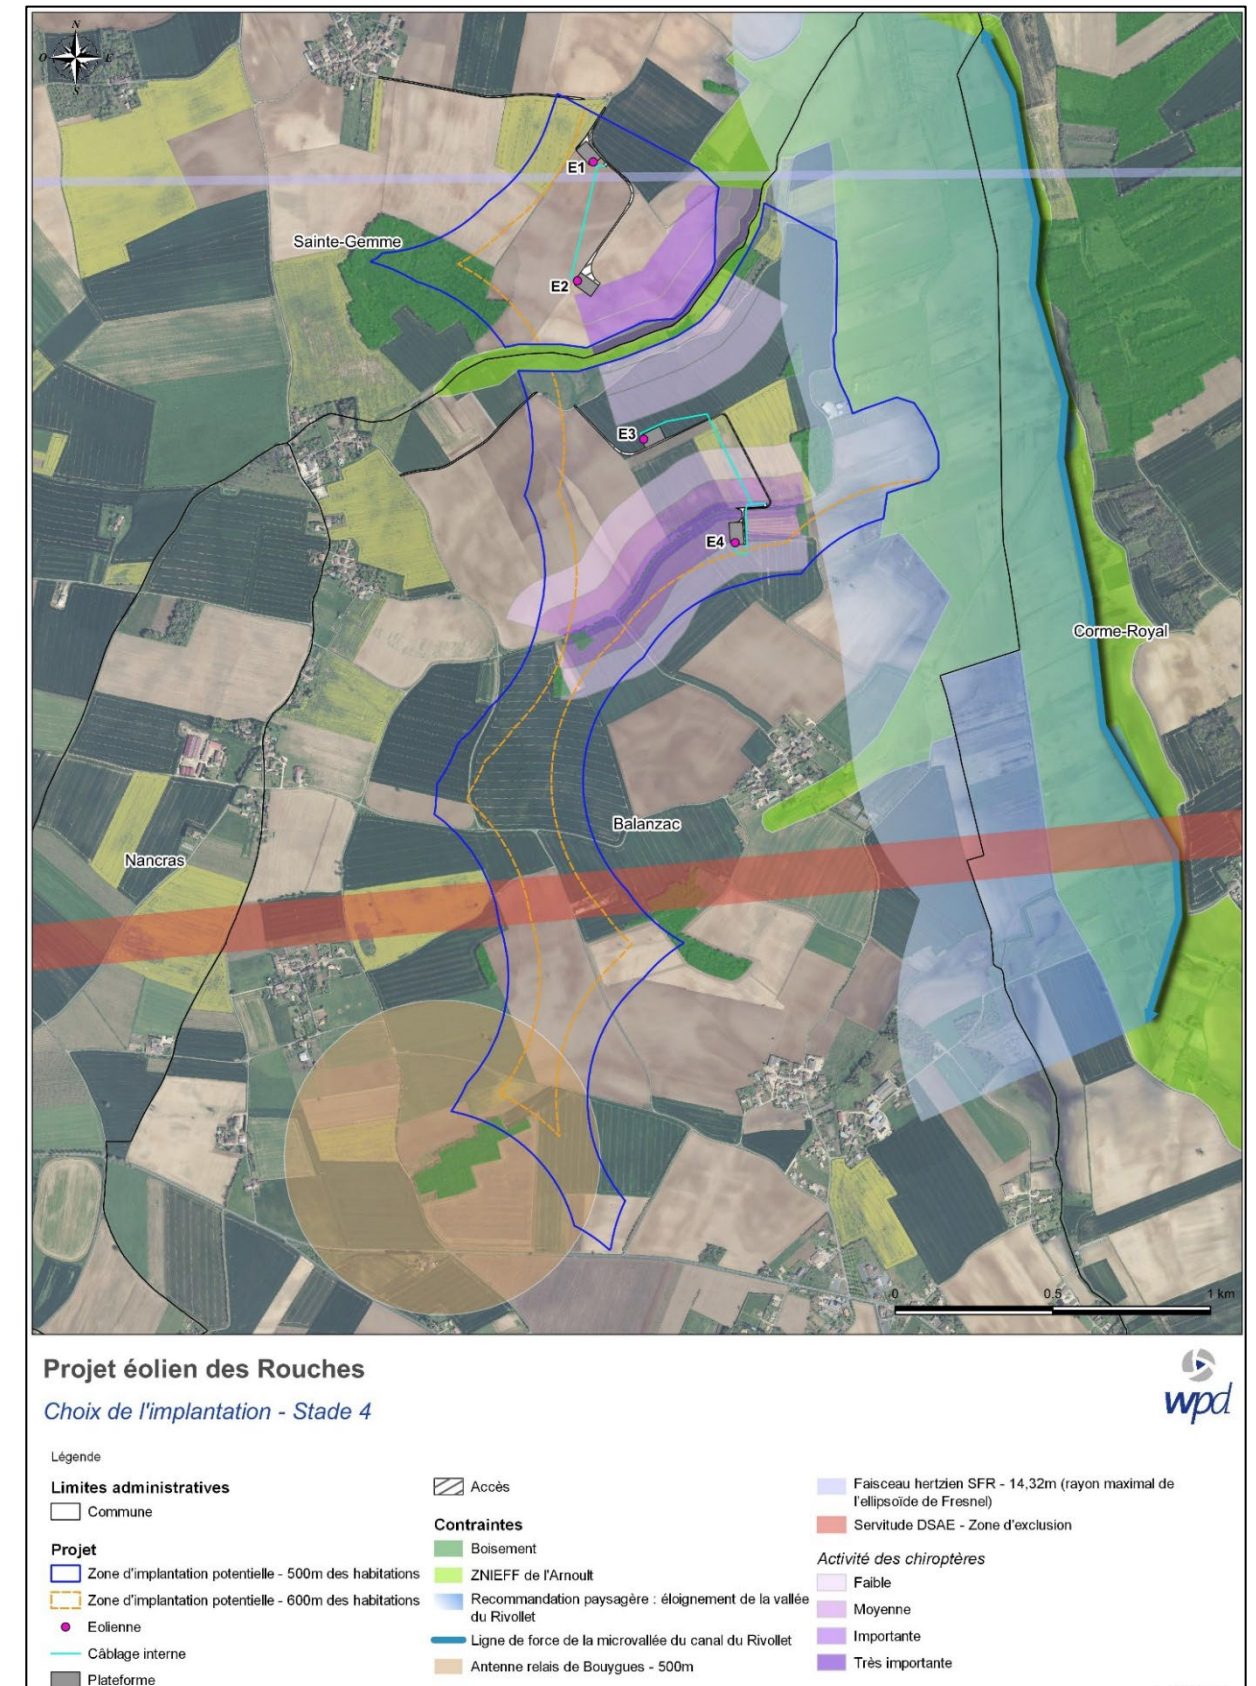 N
O
E
S
E1
Sainte-Gemme
E2
E3
E4
Corme-Royal
Balanzac
Nancras
0
0.5
1 km
Projet éolien des Rouches
wpd
Choix de l'implantation - Stade 4
Légende
Limites administratives
Commune
Projet
Zone d'implantation potentielle - 500m des habitations
Zone d'implantation potentielle - 600m des habitations
Eolienne
Câblage interne
Plateforme
Accès
Contraintes
Boisement
ZNIEFF de l'Arnoult
Recommandation paysagère : éloignement de la vallée
du Rivollet
Ligne de force de la microvallée du canal du Rivollet
Antenne relais de Bouygues - 500m
Faisceau hertzien SFR - 14,32m (rayon maximal de
l'ellipsoïde de Fresnel)
Servitude DSAE - Zone d'exclusion
Activité des chiroptères
Faible
Moyenne
Importante
Très importante